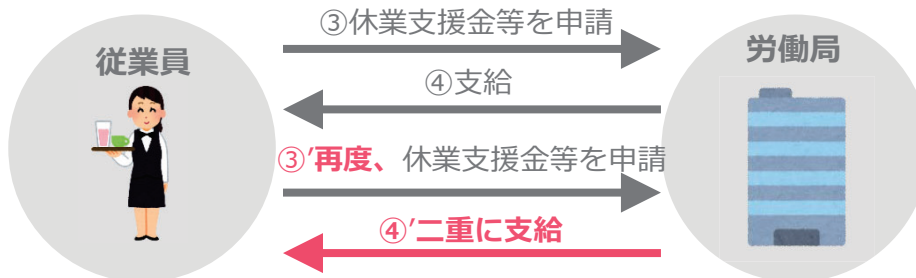 ③休業支援金等を申請
従業員
労働局
④支給
③’再度、休業支援金等を申請
④’二重に支給